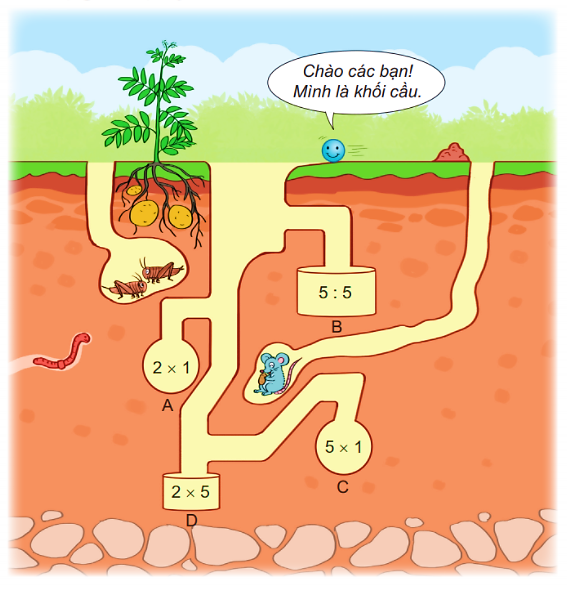 Chào các bạn!
Mình là khối cầu.
5 : 5
B
2 × 1
A
5 × 1
C
2 × 5
D